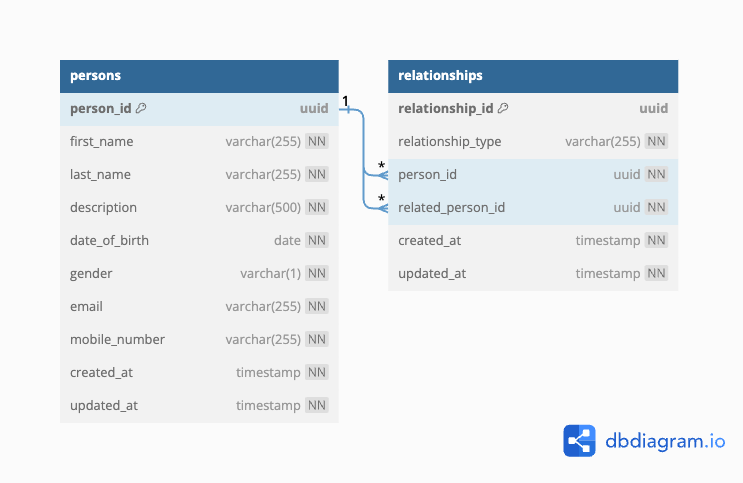 persons
person_id uuid
first_name varchar(255) NN
last_name varchar(255) NN
description varchar(500) NN
date_of_birth date NN
gender varchar(1) NN
email varchar(255) NN
mobile_number varchar(255) NN
created_at timestamp NN
updated_at timestamp NN
1
*
*
relationships
relationship_id uuid
relationship_type varchar(255) NN
person_id uuid NN
related_person_id uuid NN
created_at timestamp NN
updated_at timestamp NN
dbdiagram.io